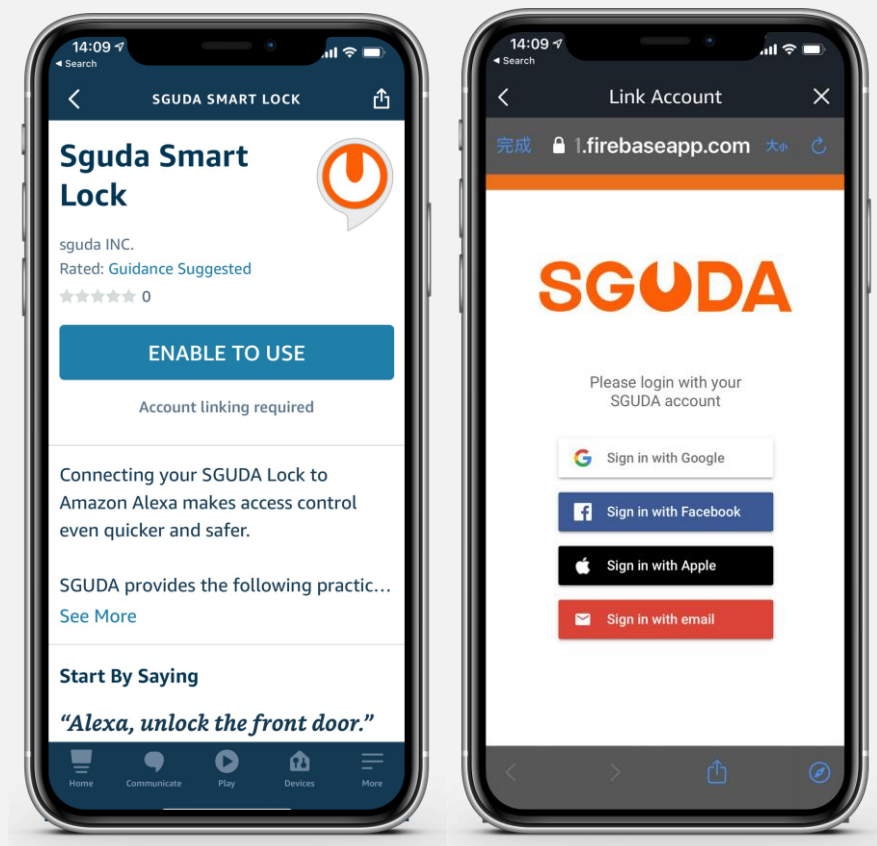 14:09
Search
SGUDA SMART LOCK
Sguda Smart
Lock
sguda INC.
Rated: Guidance Suggested
0
ENABLE TO USE
Account linking required
Connecting your SGUDA Lock to
Amazon Alexa makes access control
even quicker and safer.
SGUDA provides the following practic...
See More
Start By Saying
“Alexa, unlock the front door.”
Home
Communicate
Play
Devices
More
14:09
Search
Link Account
完成
1.firebaseapp.com
大小
SGUDA
Please login with your
SGUDA account
Sign in with Google
Sign in with Facebook
Sign in with Apple
Sign in with email